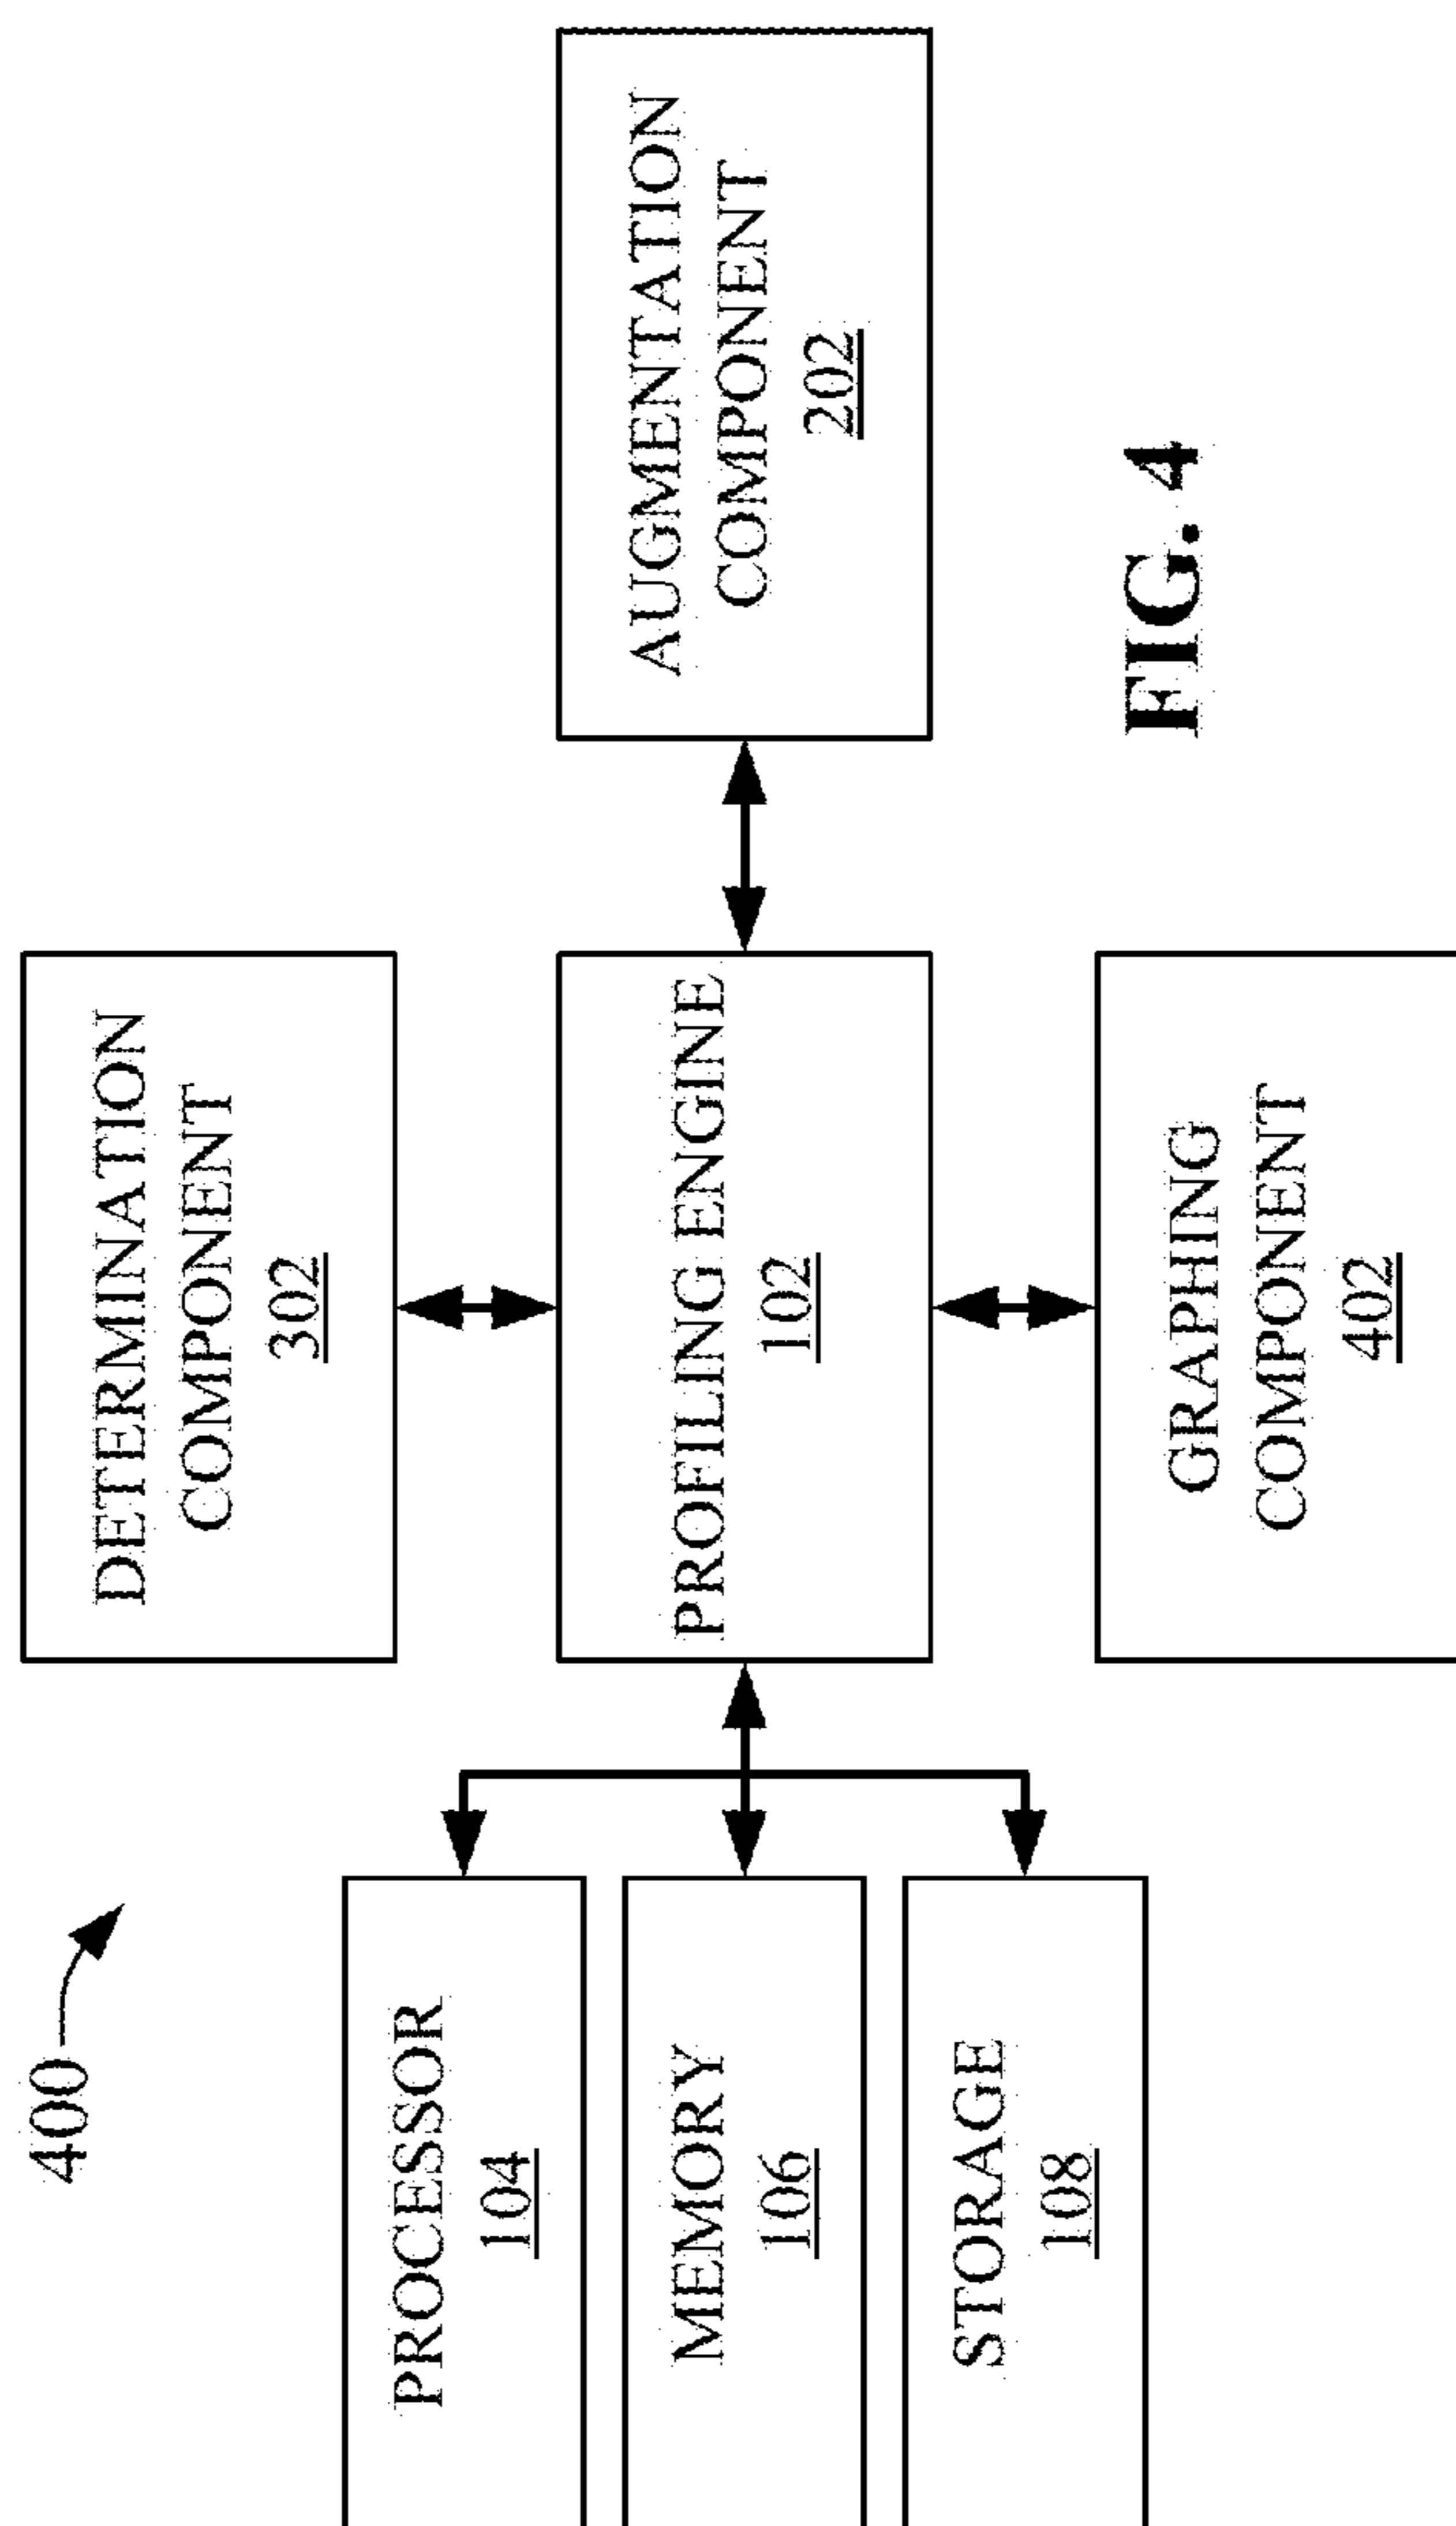 400
DETERMINATION
COMPONENT
302
PROCESSOR
104
MEMORY
106
STORAGE
108
PROFILING ENGINE
102
AUGMENTATION
COMPONENT
202
GRAPHING
COMPONENT
402
FIG. 4